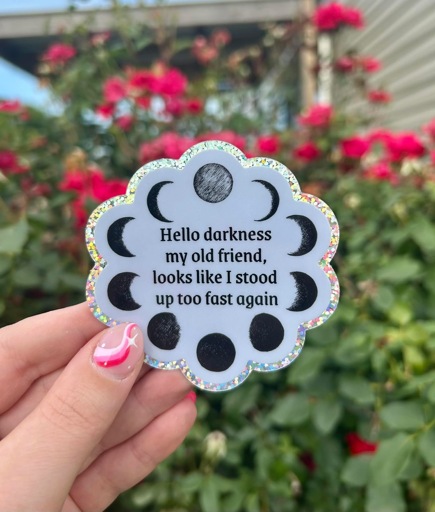 Hello darkness
my old friend,
looks like I stood
up too fast again